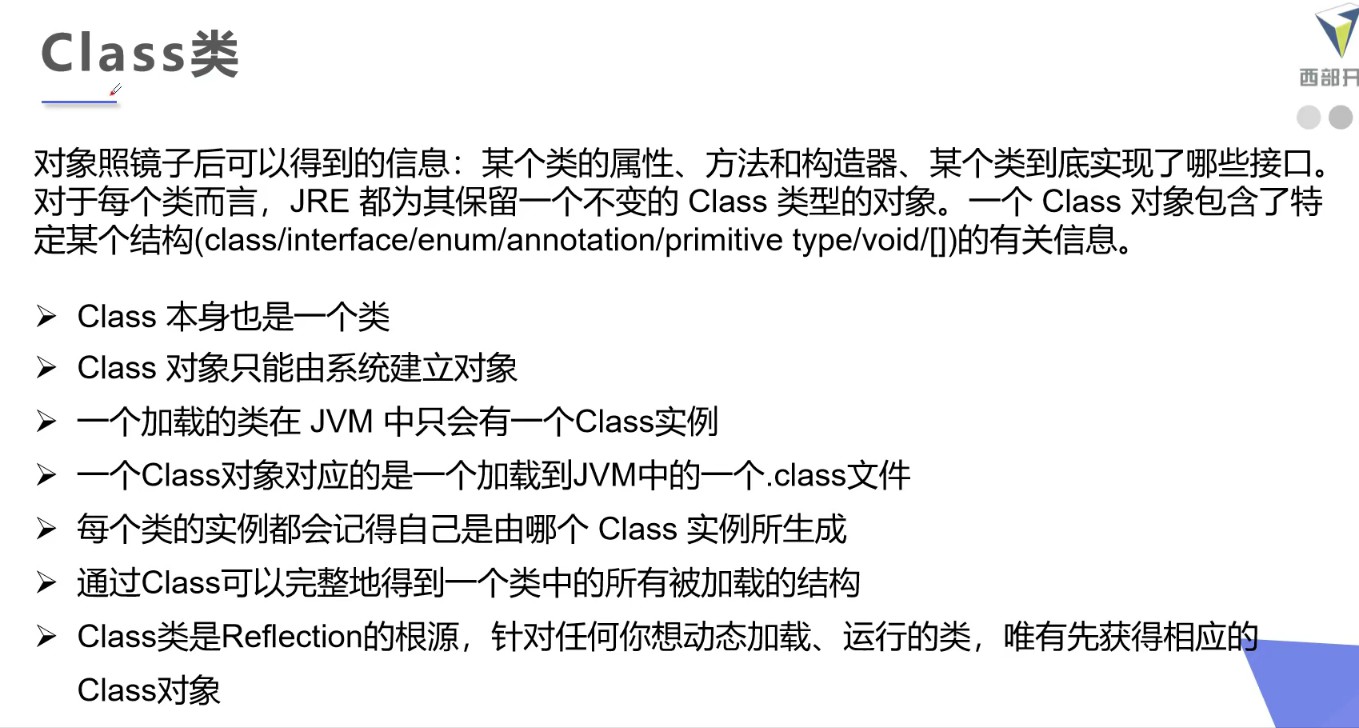 Class类
西部开
对象照镜子后可以得到的信息：某个类的属性、方法和构造器、某个类到底实现了哪些接口。
对于每个类而言，JRE 都为其保留一个不变的 Class 类型的对象。一个 Class 对象包含了特
定某个结构(class/interface/enum/annotation/primitive type/void/[])的有关信息。
➢ Class 本身也是一个类
➢ Class 对象只能由系统建立对象
➢ 一个加载的类在 JVM 中只会有一个Class实例
➢ 一个Class对象对应的是一个加载到JVM中的一个.class文件
➢ 每个类的实例都会记得自己是由哪个 Class 实例所生成
➢ 通过Class可以完整地得到一个类中的所有被加载的结构
➢ Class类是Reflection的根源，针对任何你想动态加载、运行的类，唯有先获得相应的
Class对象